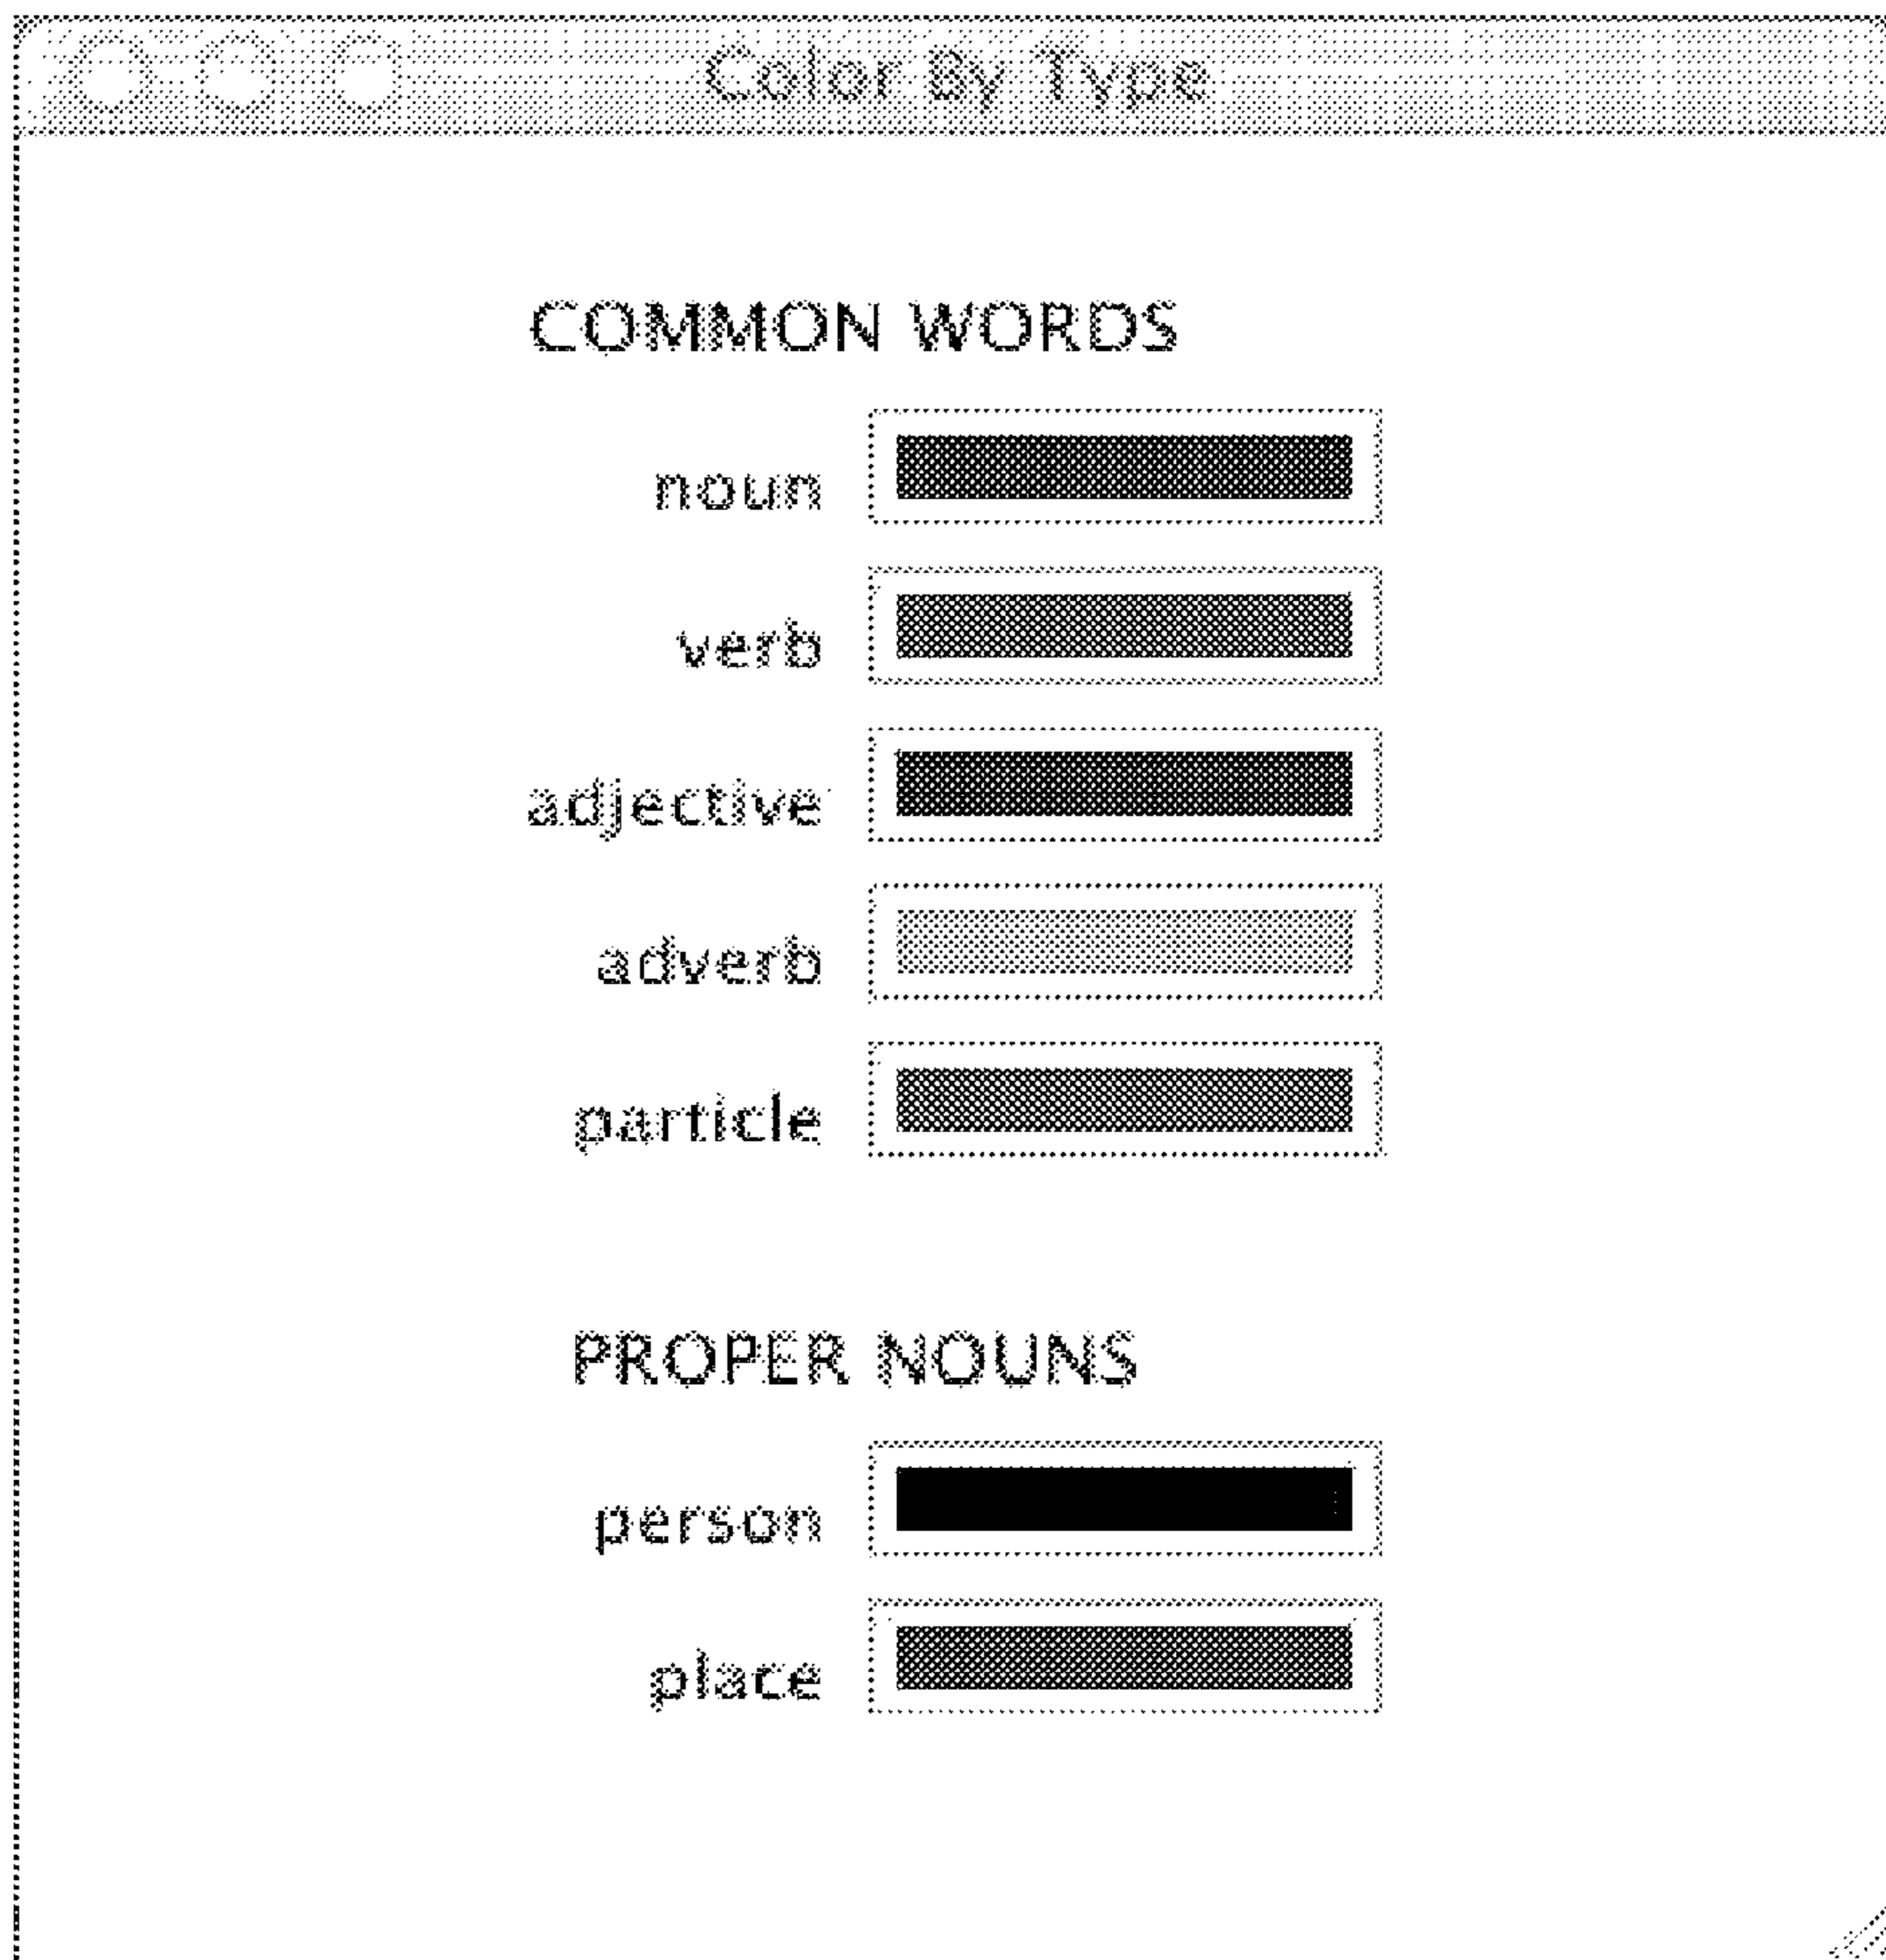 Color By Type
COMMON WORDS
noun
verb
adjective
adverb
particle
PROPER NOUNS
person
place